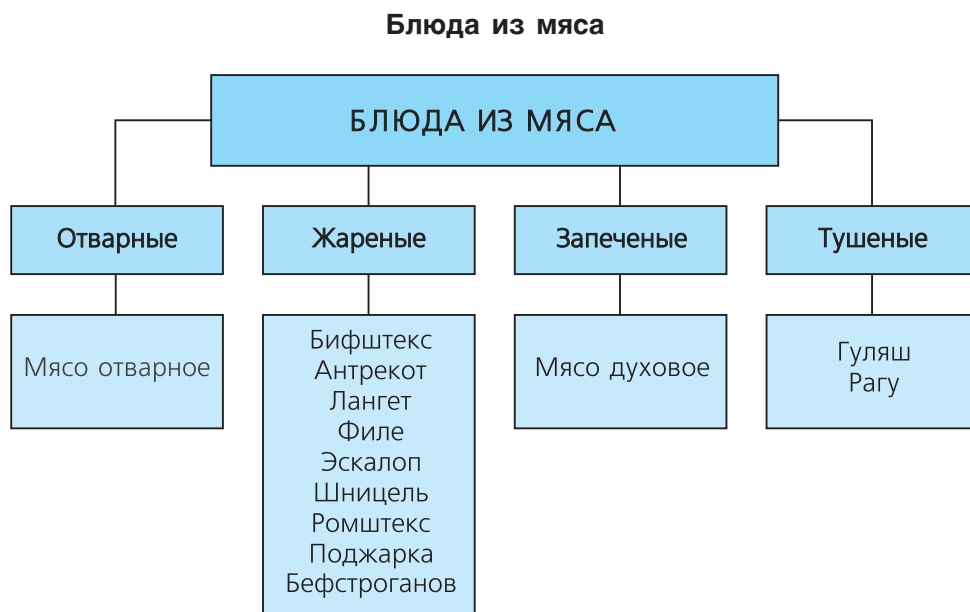 Блюда из мяса
БЛЮДА ИЗ МЯСА
Отварные
Жареные
Запеченые
Тушеные
Мясо отварное
Бифштекс
Антрекот
Лангет
Филе
Эскалоп
Шницель
Ромштекс
Поджарка
Бефстроганов
Мясо духовое
Гуляш
Рагу